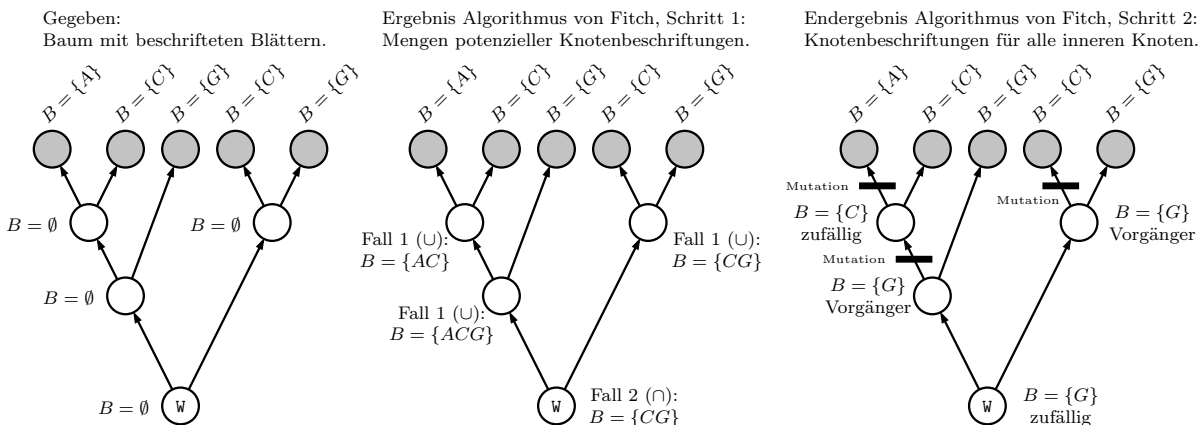 Gegeben:
Baum mit beschrifteten Blättern.
B = {A}
B = {C}
B = {G}
B = {C}
B = {G}
B = ∅
B = ∅
B = ∅
B = ∅
W
Ergebnis Algorithmus von Fitch, Schritt 1:
Mengen potenzieller Knotenbeschriftungen.
B = {A}
B = {C}
B = {G}
B = {C}
B = {G}
Fall 1 (∪):
B = {AC}
Fall 1 (∪):
B = {CG}
Fall 1 (∪):
B = {ACG}
W
Fall 2 (∩):
B = {CG}
Endergebnis Algorithmus von Fitch, Schritt 2:
Knotenbeschriftungen für alle inneren Knoten.
B = {A}
B = {C}
B = {G}
B = {C}
B = {G}
Mutation
Mutation
B = {C}
zufällig
B = {G}
Vorgänger
Mutation
B = {G}
Vorgänger
W
B = {G}
zufällig